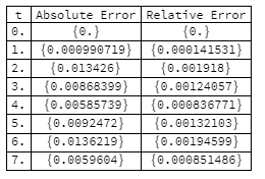 t Absolute Error Relative Error
0. {0.} {0.}
1. {0.000990719} {0.000141531}
2. {0.013426} {0.001918}
3. {0.00868399} {0.00124057}
4. {0.00585739} {0.000836771}
5. {0.0092472} {0.00132103}
6. {0.0136219} {0.00194599}
7. {0.0059604} {0.000851486}